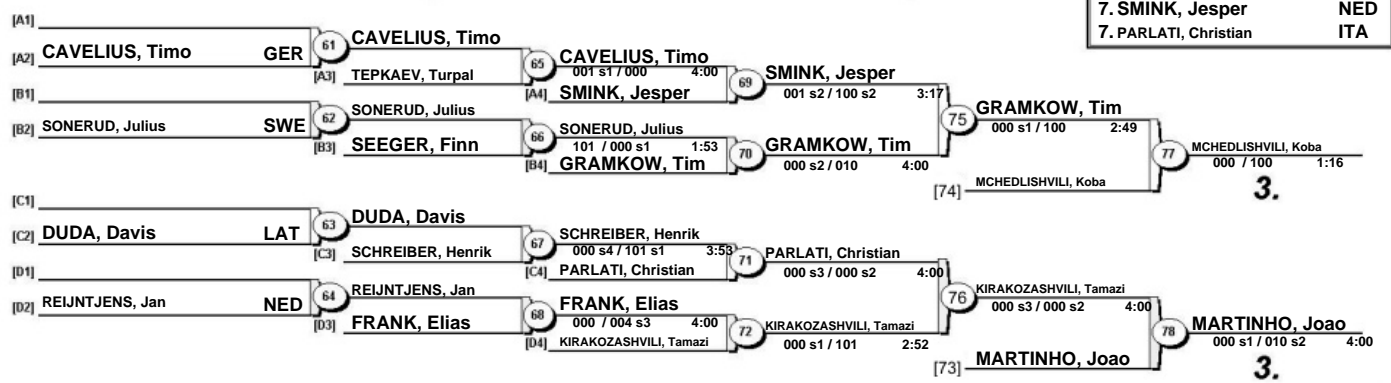 7. SMINK, Jesper NED
7. PARLATI, Christian ITA
[A1]
[A2] CAVELIUS, Timo GER
61 CAVELIUS, Timo
[A3] TEPKAEV, Turpal
65 CAVELIUS, Timo
001 s1 / 000 4:00
[A4] SMINK, Jesper
69 SMINK, Jesper
001 s2 / 100 s2 3:17
[B1]
[B2] SONERUD, Julius SWE
62 SONERUD, Julius
[B3] SEEGER, Finn
66 SONERUD, Julius
101 / 000 s1 1:53
[B4] GRAMKOW, Tim
70 GRAMKOW, Tim
000 s2 / 010 4:00
75 GRAMKOW, Tim
000 s1 / 100 2:49
[74] MCHEDLISHVILI, Koba
77 MCHEDLISHVILI, Koba
000 / 100 1:16
3.
[C1]
[C2] DUDA, Davis LAT
63 DUDA, Davis
[C3] SCHREIBER, Henrik
67 SCHREIBER, Henrik
000 s4 / 101 s1 3:53
[C4] PARLATI, Christian
71 PARLATI, Christian
000 s3 / 000 s2 4:00
[D1]
[D2] REIJNTJENS, Jan NED
64 REIJNTJENS, Jan
[D3] FRANK, Elias
68 FRANK, Elias
000 / 004 s3 4:00
[D4] KIRAKOZASHVILI, Tamazi
72 KIRAKOZASHVILI, Tamazi
000 s1 / 101 2:52
76 KIRAKOZASHVILI, Tamazi
000 s3 / 000 s2 4:00
[73] MARTINHO, Joao
78 MARTINHO, Joao
000 s1 / 010 s2 4:00
3.